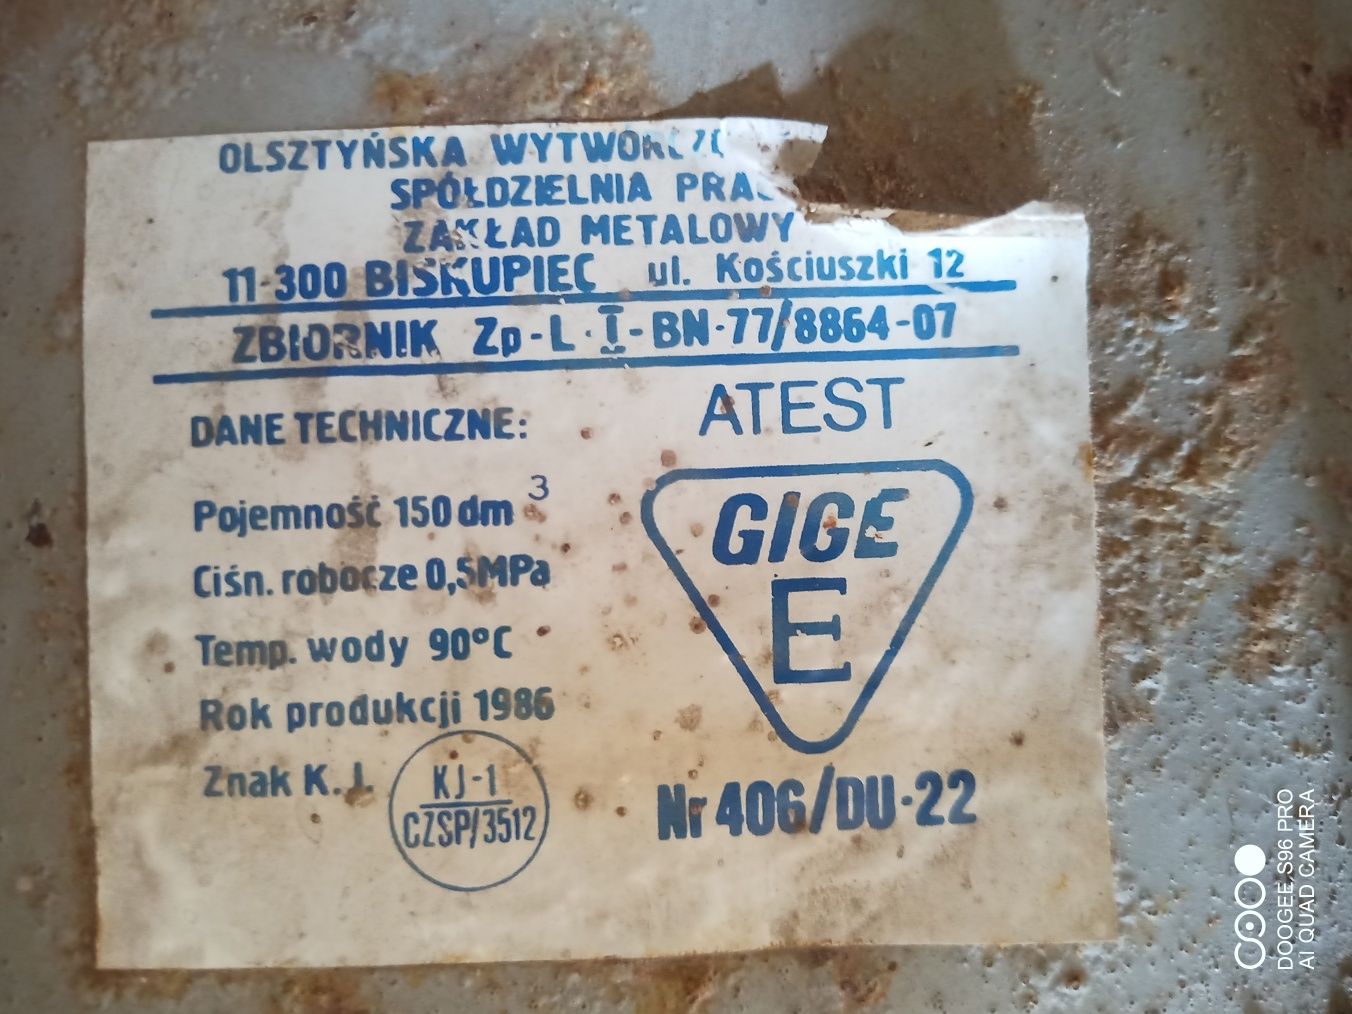 OLSZTYŃSKA
SPÓŁDZIELNIA
ZAKŁAD METALOWY
11-300 BISKUPIEC ul. Kościuszki 12
ZBIORNIK Zp-L-I-BN-77/8864-07
DANE TECHNICZNE:
ATEST
Pojemność 150 dm³
Ciśn. robocze 0,5MPa
Temp. wody 90°C
Rok produkcji 1986
Znak K.J.
KJ-1
CZSP/3512
GIGE
E
Nr 406/DU-22
DOOGEE S96 PRO
AI QUAD CAMERA